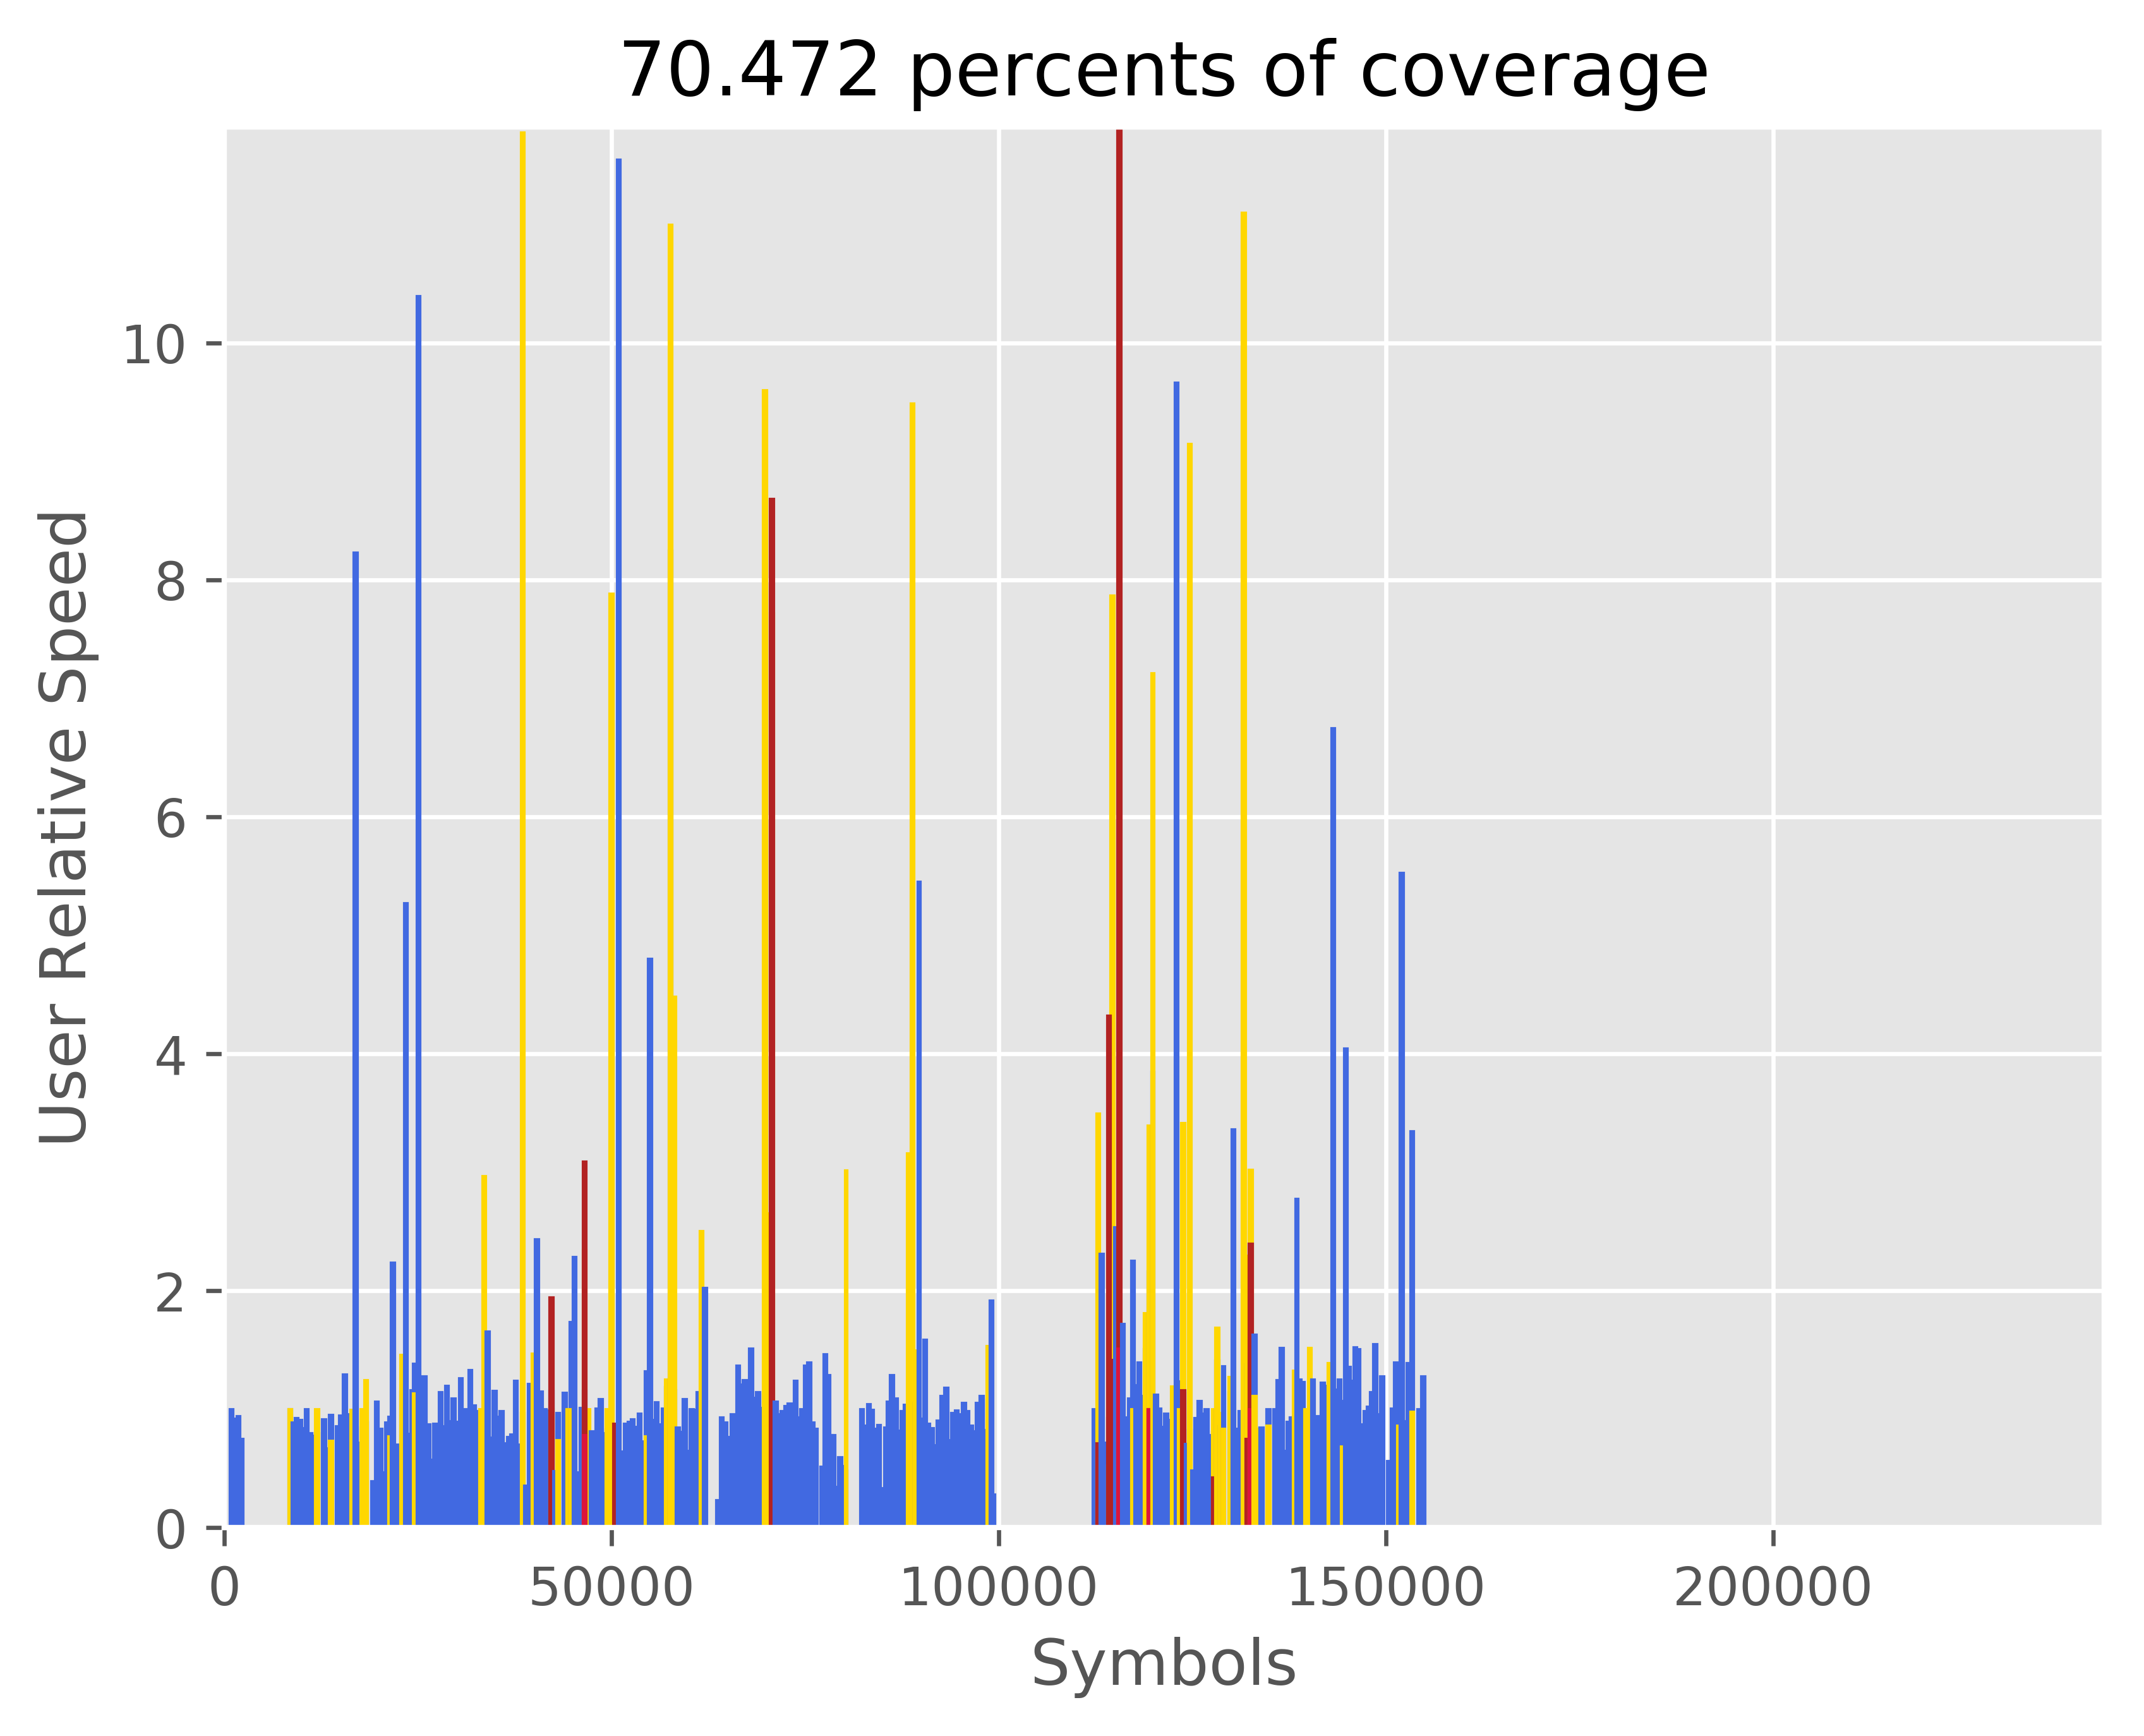 70.472 percents of coverage
User Relative Speed
10
8
6
4
2
0
0 50000 100000 150000 200000
Symbols